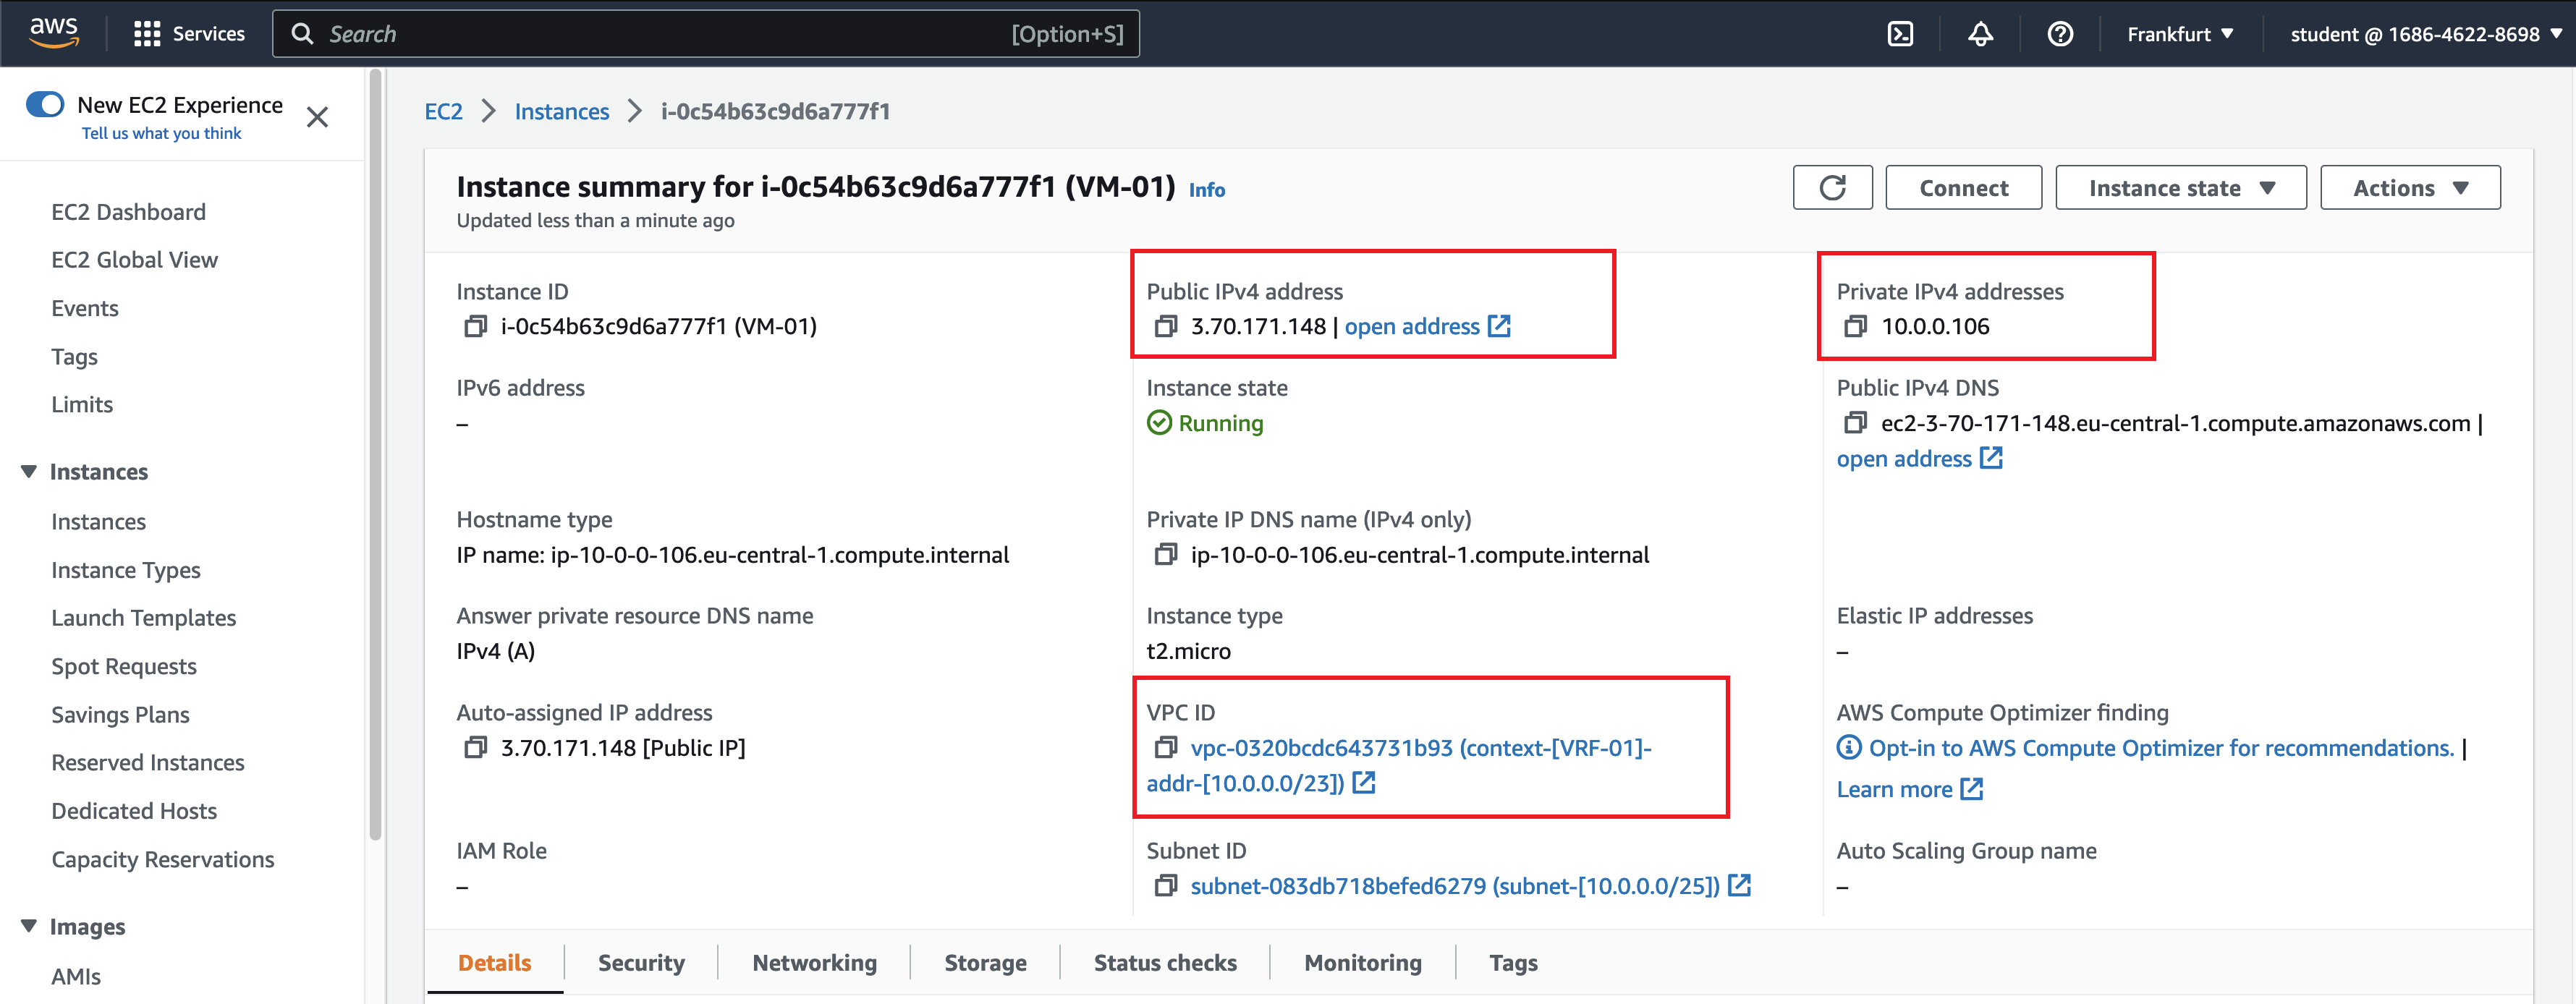 aws
Services
Search [Option+S]
Frankfurt ▼
student @ 1686-4622-8698 ▼
New EC2 Experience
Tell us what you think
EC2 Dashboard
EC2 Global View
Events
Tags
Limits
Instances
Instances
Instance Types
Launch Templates
Spot Requests
Savings Plans
Reserved Instances
Dedicated Hosts
Capacity Reservations
Images
AMIs
EC2 > Instances > i-0c54b63c9d6a777f1
Instance summary for i-0c54b63c9d6a777f1 (VM-01) Info
Updated less than a minute ago
Connect
Instance state ▼
Actions ▼
Instance ID
i-0c54b63c9d6a777f1 (VM-01)
Public IPv4 address
3.70.171.148 | open address
Private IPv4 addresses
10.0.0.106
IPv6 address
–
Instance state
Running
Public IPv4 DNS
ec2-3-70-171-148.eu-central-1.compute.amazonaws.com |
open address
Hostname type
IP name: ip-10-0-0-106.eu-central-1.compute.internal
Private IP DNS name (IPv4 only)
ip-10-0-0-106.eu-central-1.compute.internal
Answer private resource DNS name
IPv4 (A)
Instance type
t2.micro
Elastic IP addresses
–
Auto-assigned IP address
3.70.171.148 [Public IP]
VPC ID
vpc-0320bcdc643731b93 (context-[VRF-01]-
addr-[10.0.0.0/23])
AWS Compute Optimizer finding
Opt-in to AWS Compute Optimizer for recommendations. |
Learn more
IAM Role
–
Subnet ID
subnet-083db718befed6279 (subnet-[10.0.0.0/25])
Auto Scaling Group name
–
Details
Security
Networking
Storage
Status checks
Monitoring
Tags